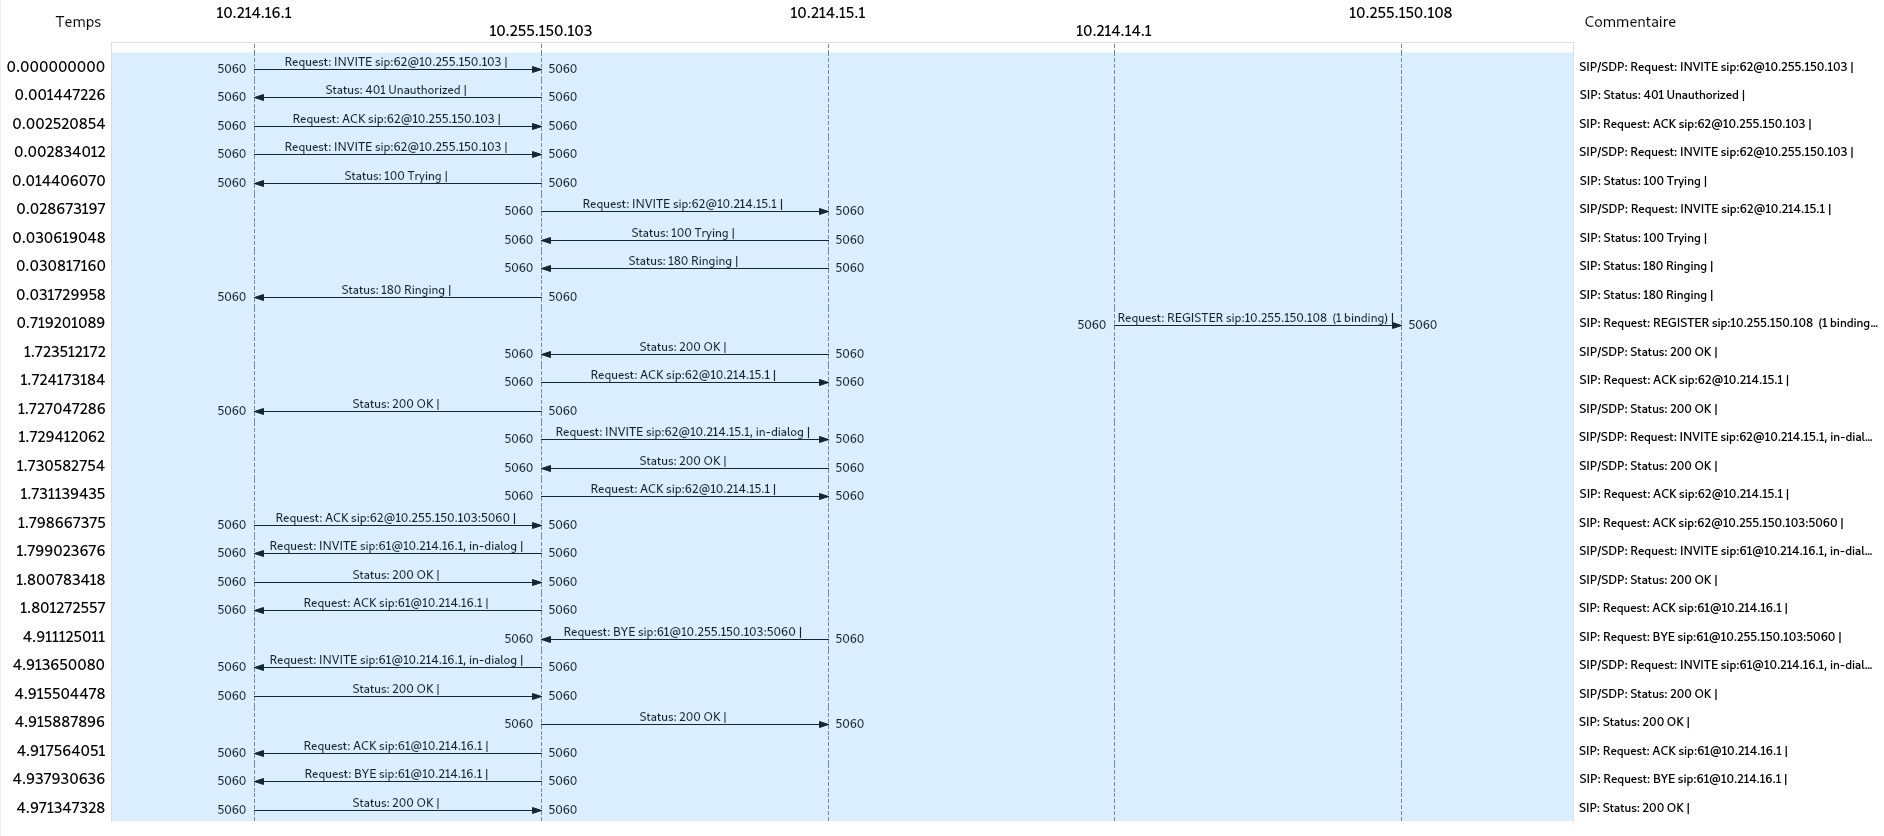 10.214.16.1 10.214.15.1 10.255.150.108
Temps Commentaire
10.255.150.103 10.214.14.1
0.000000000 5060 Request: INVITE sip:62@10.255.150.103 | 5060 SIP/SDP: Request: INVITE sip:62@10.255.150.103 |
0.001447226 5060 Status: 401 Unauthorized | 5060 SIP: Status: 401 Unauthorized |
0.002520854 5060 Request: ACK sip:62@10.255.150.103 | 5060 SIP: Request: ACK sip:62@10.255.150.103 |
0.002834012 5060 Request: INVITE sip:62@10.255.150.103 | 5060 SIP/SDP: Request: INVITE sip:62@10.255.150.103 |
0.014406070 5060 Status: 100 Trying | 5060 SIP: Status: 100 Trying |
0.028673197 5060 Request: INVITE sip:62@10.214.15.1 | 5060 SIP/SDP: Request: INVITE sip:62@10.214.15.1 |
0.030619048 5060 Status: 100 Trying | 5060 SIP: Status: 100 Trying |
0.030817160 5060 Status: 180 Ringing | 5060 SIP: Status: 180 Ringing |
0.031729958 5060 Status: 180 Ringing | 5060 SIP: Status: 180 Ringing |
0.719201089 5060 Request: REGISTER sip:10.255.150.108 (1 binding) | 5060 SIP: Request: REGISTER sip:10.255.150.108 (1 binding...
1.723512172 5060 Status: 200 OK | 5060 SIP/SDP: Status: 200 OK |
1.724173184 5060 Request: ACK sip:62@10.214.15.1 | 5060 SIP: Request: ACK sip:62@10.214.15.1 |
1.727047286 5060 Status: 200 OK | 5060 SIP/SDP: Status: 200 OK |
1.729412062 5060 Request: INVITE sip:62@10.214.15.1, in-dialog | 5060 SIP/SDP: Request: INVITE sip:62@10.214.15.1, in-dial...
1.730582754 5060 Status: 200 OK | 5060 SIP/SDP: Status: 200 OK |
1.731139435 5060 Request: ACK sip:62@10.214.15.1 | 5060 SIP: Request: ACK sip:62@10.214.15.1 |
1.798667375 5060 Request: ACK sip:62@10.255.150.103:5060 | 5060 SIP: Request: ACK sip:62@10.255.150.103:5060 |
1.799023676 5060 Request: INVITE sip:61@10.214.16.1, in-dialog | 5060 SIP/SDP: Request: INVITE sip:61@10.214.16.1, in-dial...
1.800783418 5060 Status: 200 OK | 5060 SIP/SDP: Status: 200 OK |
1.801272557 5060 Request: ACK sip:61@10.214.16.1 | 5060 SIP: Request: ACK sip:61@10.214.16.1 |
4.911125011 5060 Request: BYE sip:61@10.255.150.103:5060 | 5060 SIP: Request: BYE sip:61@10.255.150.103:5060 |
4.913650080 5060 Request: INVITE sip:61@10.214.16.1, in-dialog | 5060 SIP/SDP: Request: INVITE sip:61@10.214.16.1, in-dial...
4.915504478 5060 Status: 200 OK | 5060 SIP/SDP: Status: 200 OK |
4.915887896 5060 Status: 200 OK | 5060 SIP: Status: 200 OK |
4.917564051 5060 Request: ACK sip:61@10.214.16.1 | 5060 SIP: Request: ACK sip:61@10.214.16.1 |
4.937930636 5060 Request: BYE sip:61@10.214.16.1 | 5060 SIP: Request: BYE sip:61@10.214.16.1 |
4.971347328 5060 Status: 200 OK | 5060 SIP: Status: 200 OK |